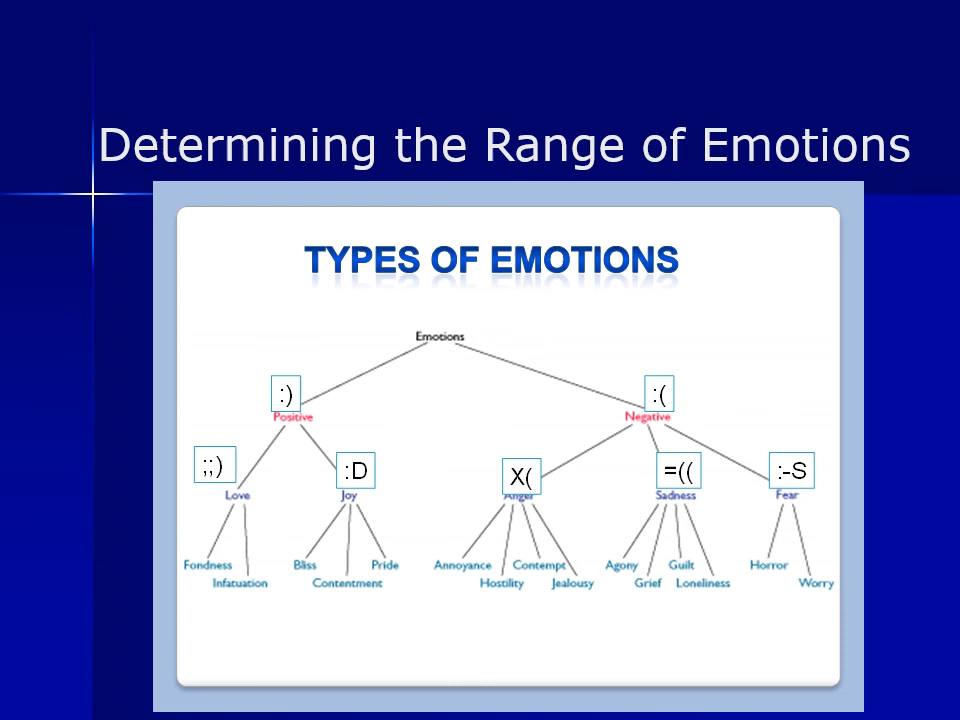 Determining the Range of Emotions
TYPES OF EMOTIONS
Emotions
:) :(
Positive Negative
;;) :D X( =(( :-S
Love Joy Anger Sadness Fear
Fondness Bliss Pride Annoyance Contempt Agony Guilt Horror
Infatuation Contentment Hostility Jealousy Grief Loneliness Worry